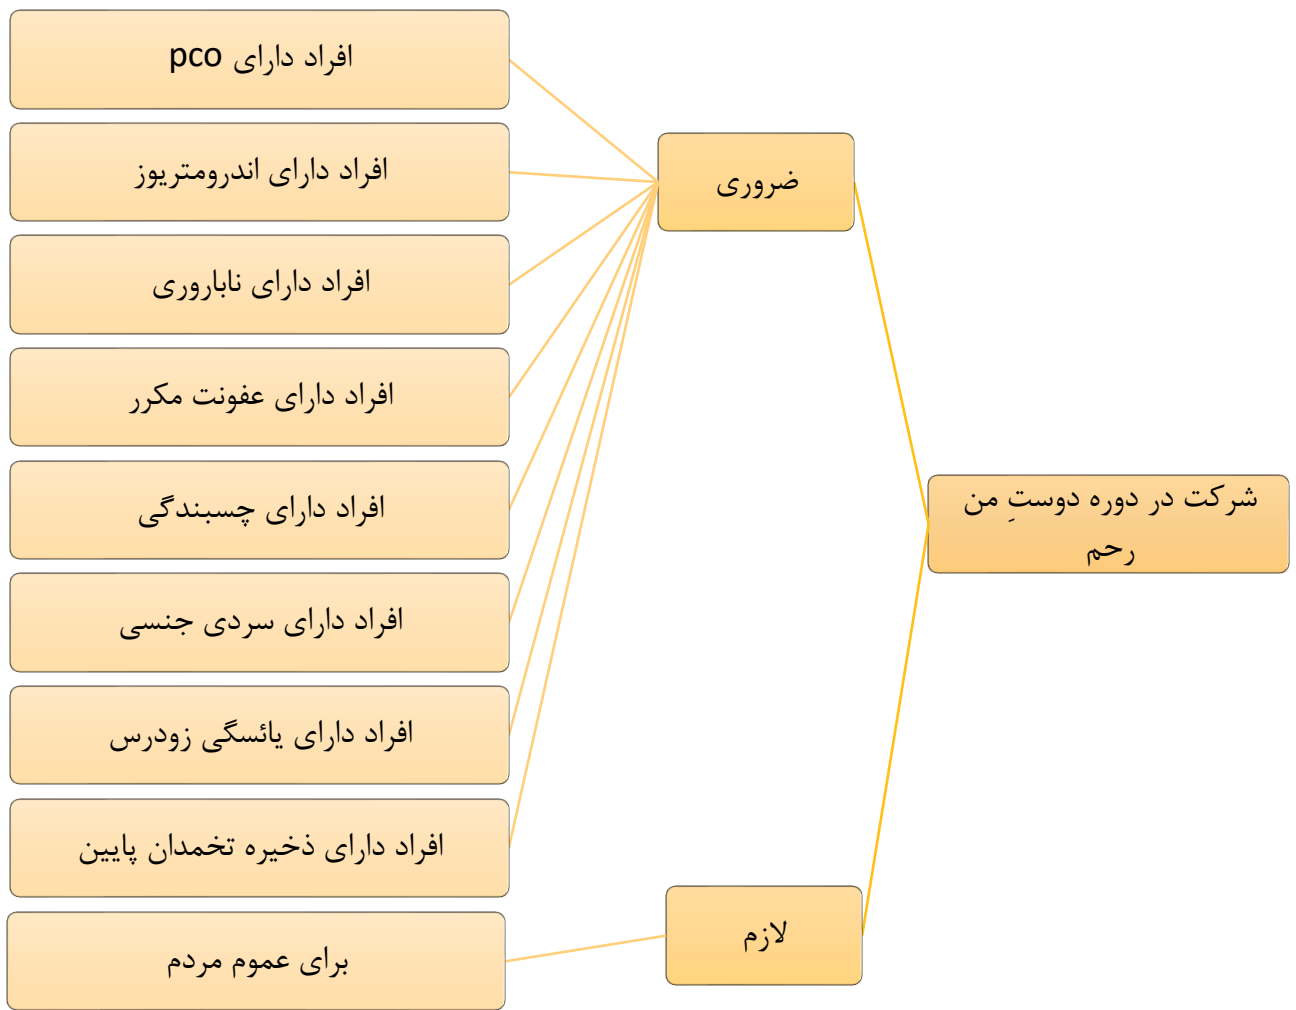 شرکت در دوره دوستِ من
رحم
ضروری
افراد دارای pco
افراد دارای اندرومتریوز
افراد دارای ناباروری
افراد دارای عفونت مکرر
افراد دارای چسبندگی
افراد دارای سردی جنسی
افراد دارای یائسگی زودرس
افراد دارای ذخیره تخمدان پایین
لازم
برای عموم مردم